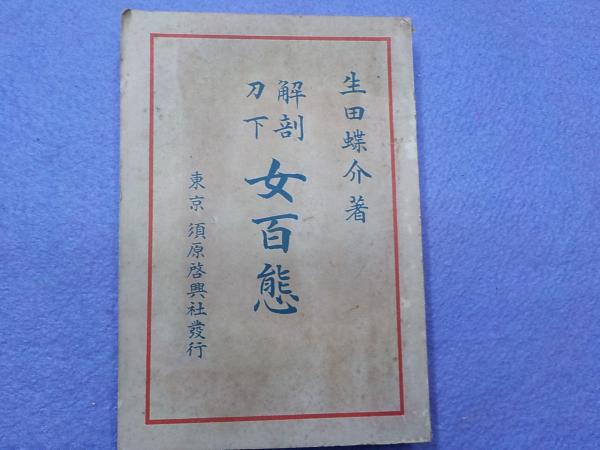 生田蝶介著
解剖
刀下
女百態
東京 須原啓興社發行